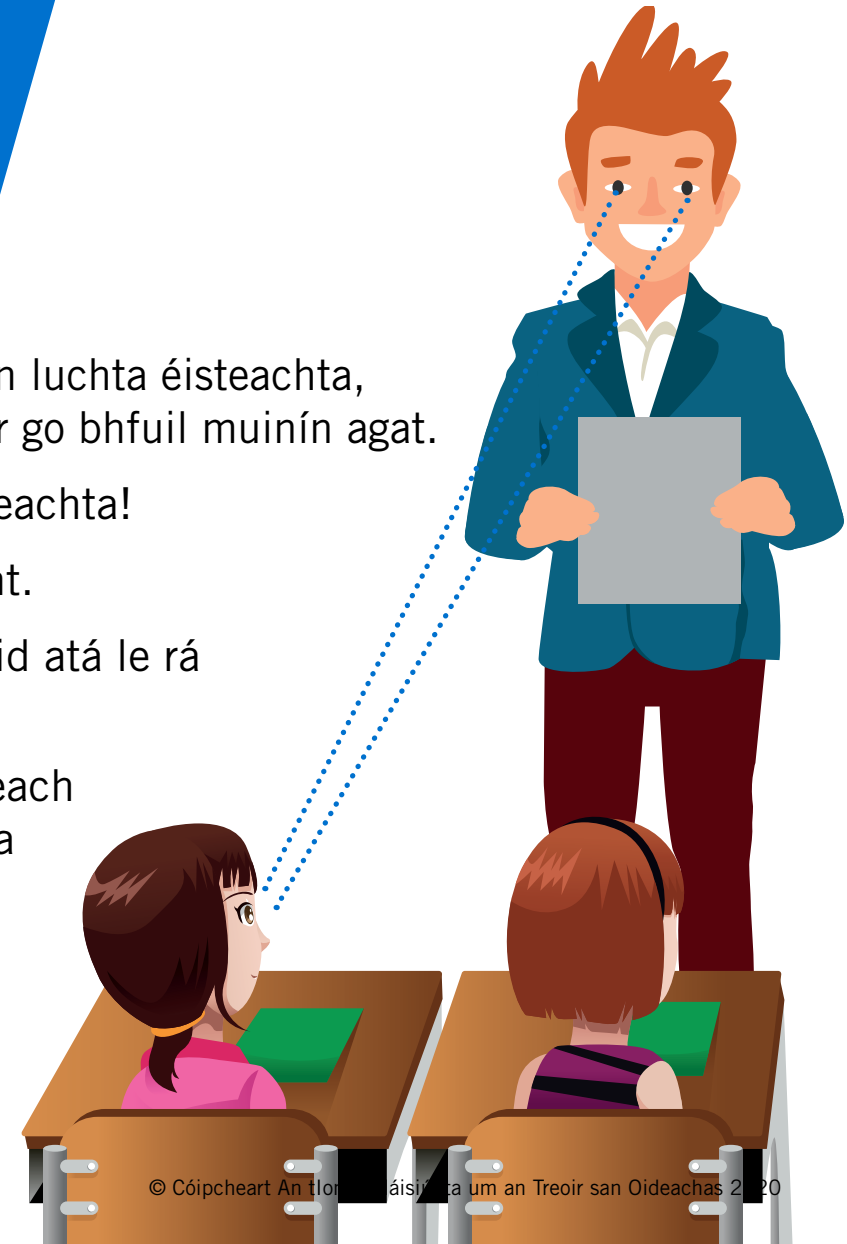 n luchta éisteachta,
r go bhfuil muinín agat.
eachta!
nt.
id atá le rá
each
a
© Cóipcheart An um an Treoir san Oideachas